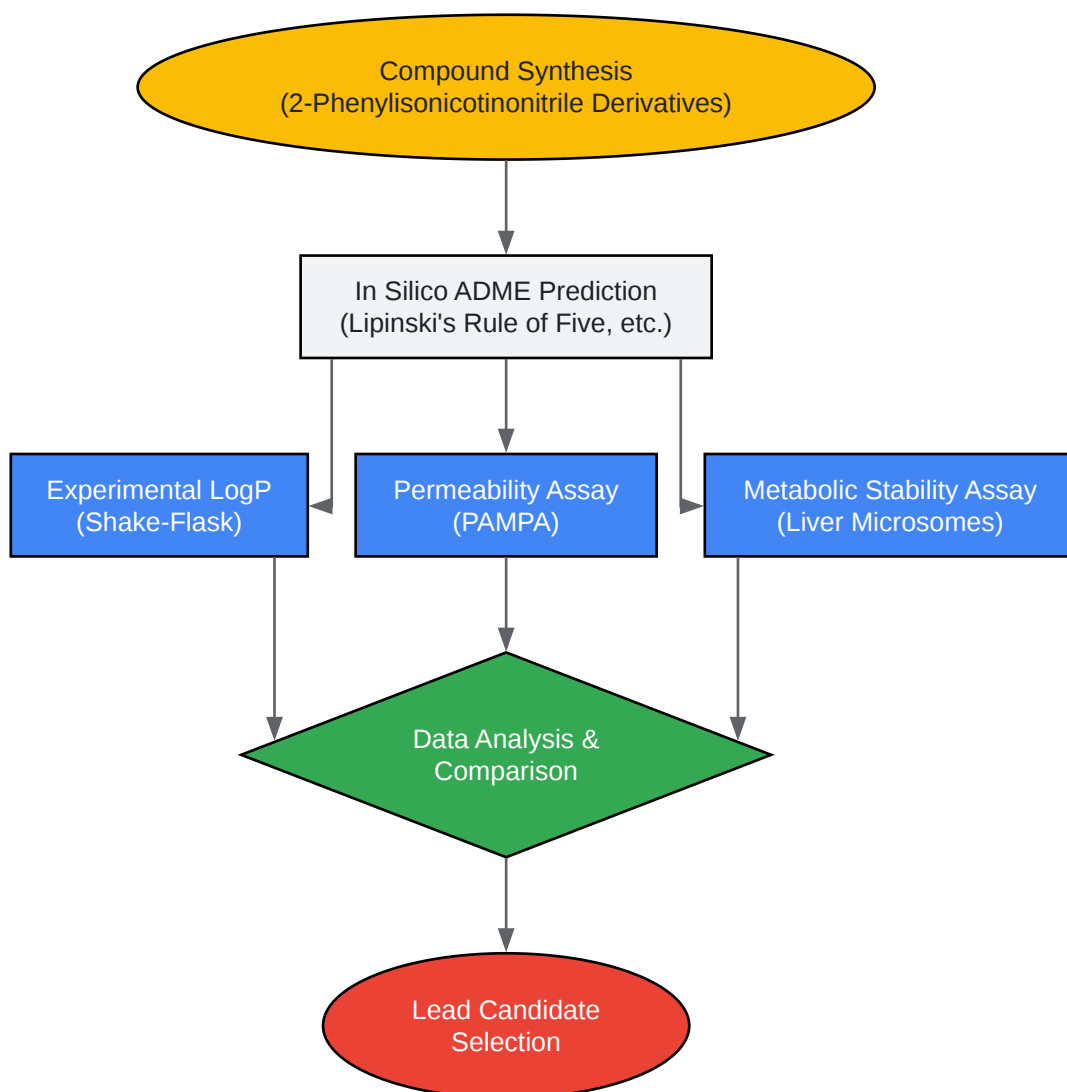 Compound Synthesis
(2-Phenylisonicotinonitrile Derivatives)
In Silico ADME Prediction
(Lipinski's Rule of Five, etc.)
Experimental LogP
(Shake-Flask)
Permeability Assay
(PAMPA)
Metabolic Stability Assay
(Liver Microsomes)
Data Analysis &
Comparison
Lead Candidate
Selection